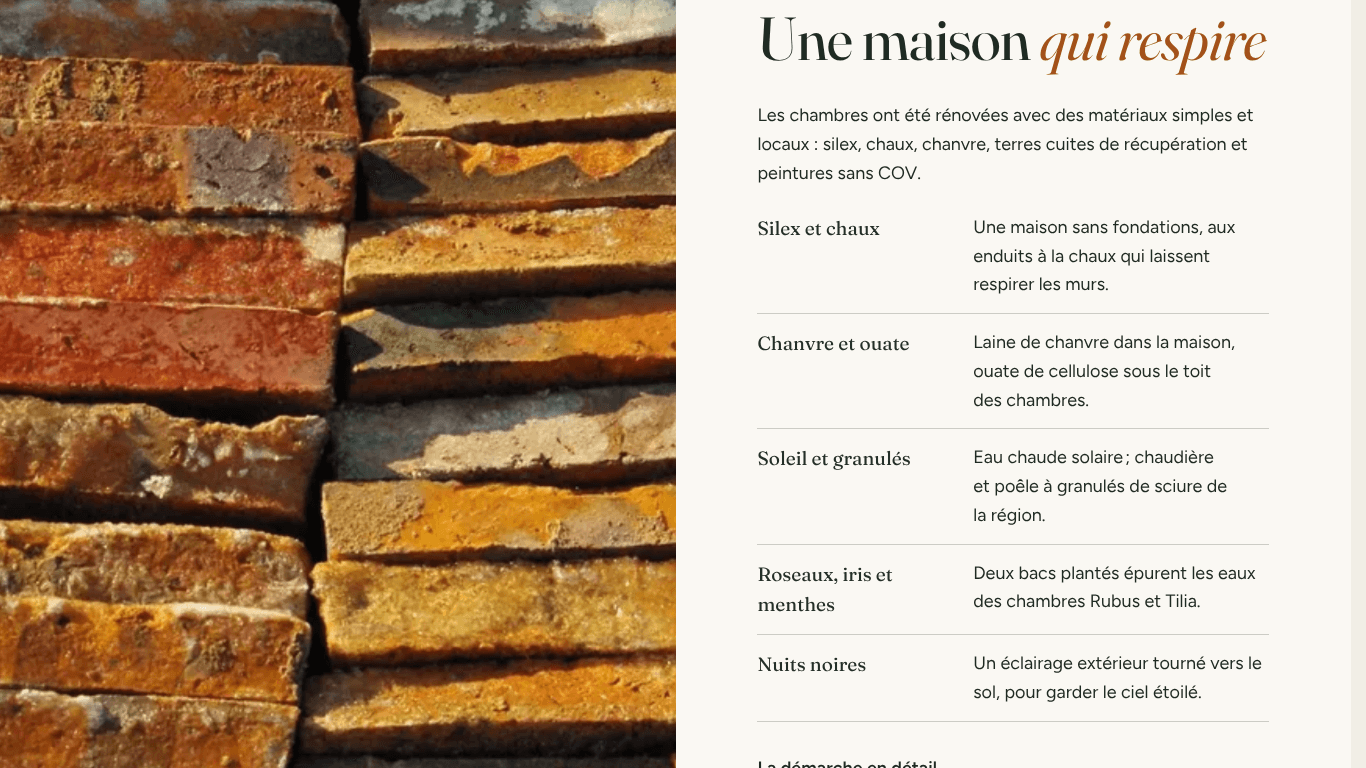 Une maison qui respire
Les chambres ont été rénovées avec des matériaux simples et
locaux : silex, chaux, chanvre, terres cuites de récupération et
peintures sans COV.
Silex et chaux
Une maison sans fondations, aux
enduits à la chaux qui laissent
respirer les murs.
Chanvre et ouate
Laine de chanvre dans la maison,
ouate de cellulose sous le toit
des chambres.
Soleil et granulés
Eau chaude solaire ; chaudière
et poêle à granulés de sciure de
la région.
Roseaux, iris et
menthes
Deux bacs plantés épurent les eaux
des chambres Rubus et Tilia.
Nuits noires
Un éclairage extérieur tourné vers le
sol, pour garder le ciel étoilé.
La démarche en détail